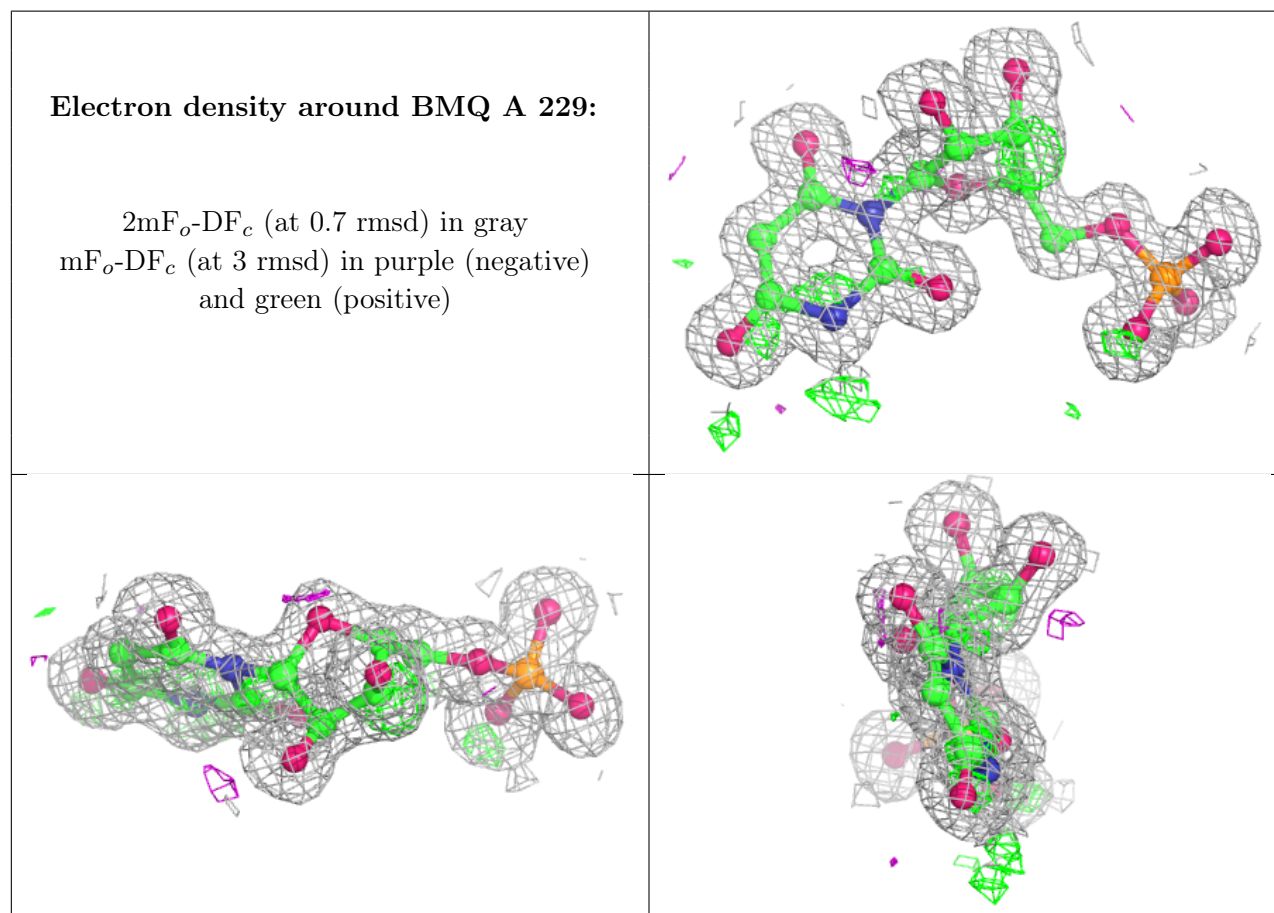 Electron density around BMQ A 229:
2mFo-DFc (at 0.7 rmsd) in gray
mFo-DFc (at 3 rmsd) in purple (negative)
and green (positive)